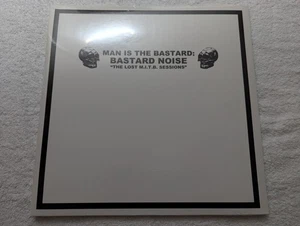 MAN IS THE BASTARD:
BASTARD NOISE
"THE LOST M.I.T.B. SESSIONS"